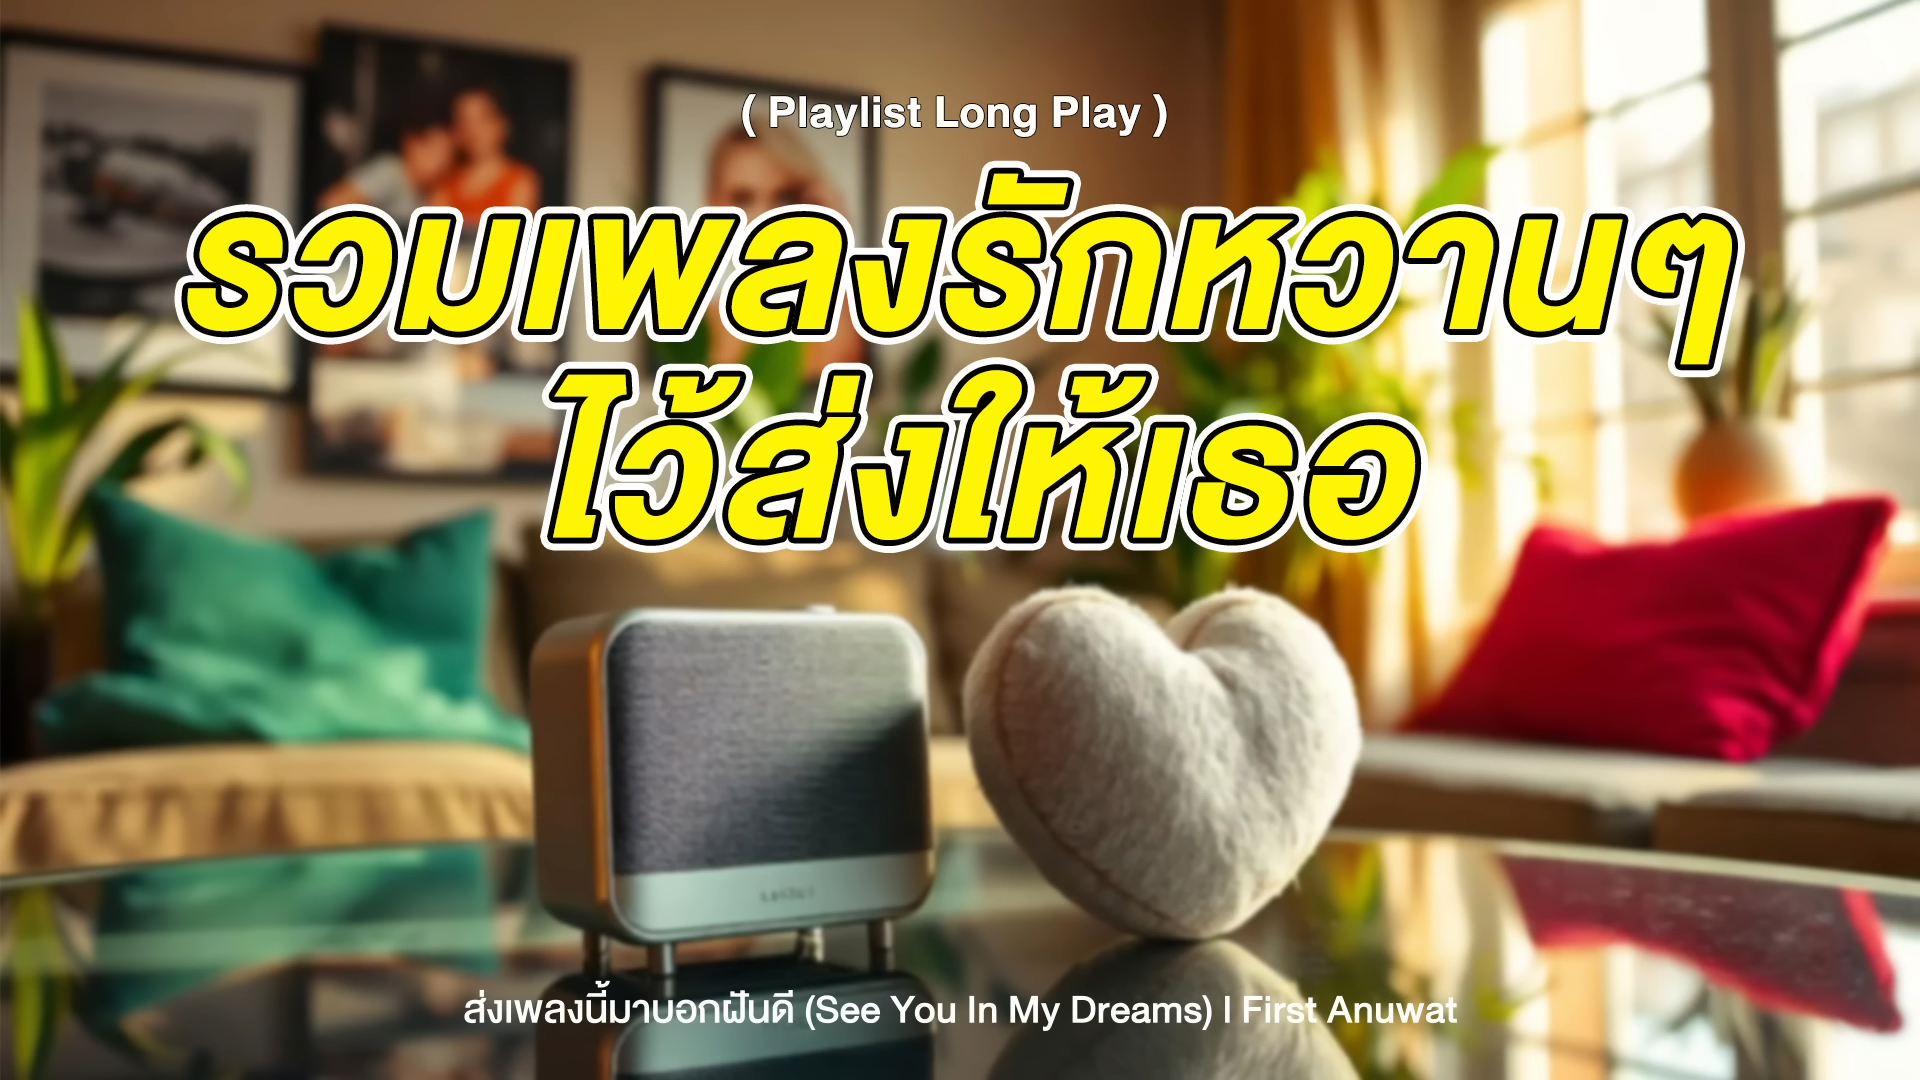 ( Playlist Long Play )
รวมเพลงรักหวานๆ
ไว้ส่งให้เธอ
ส่งเพลงนี้มาบอกฝันดี (See You In My Dreams) l First Anuwat